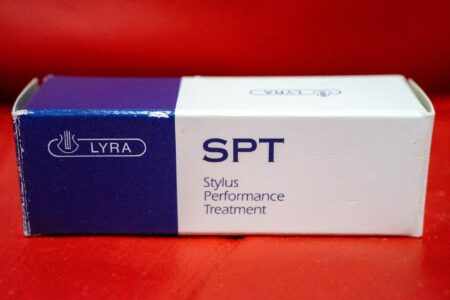 LYRA
LYRA
SPT
Stylus
Performance
Treatment